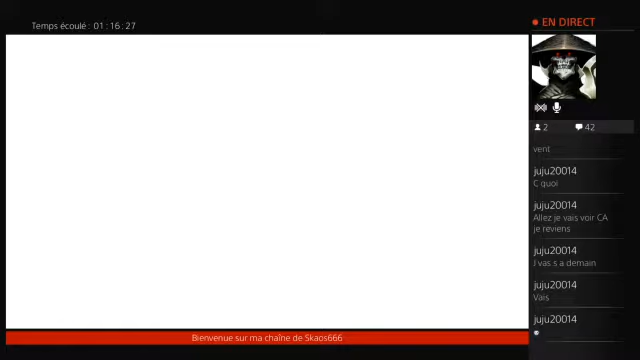 Temps écoulé : 01 : 16 : 27
EN DIRECT
2
42
vent
juju20014
C quoi
juju20014
Allez je vais voir CA
je reviens
juju20014
J vas s a demain
juju20014
Vais
juju20014
Bienvenue sur ma chaîne de Skaos666